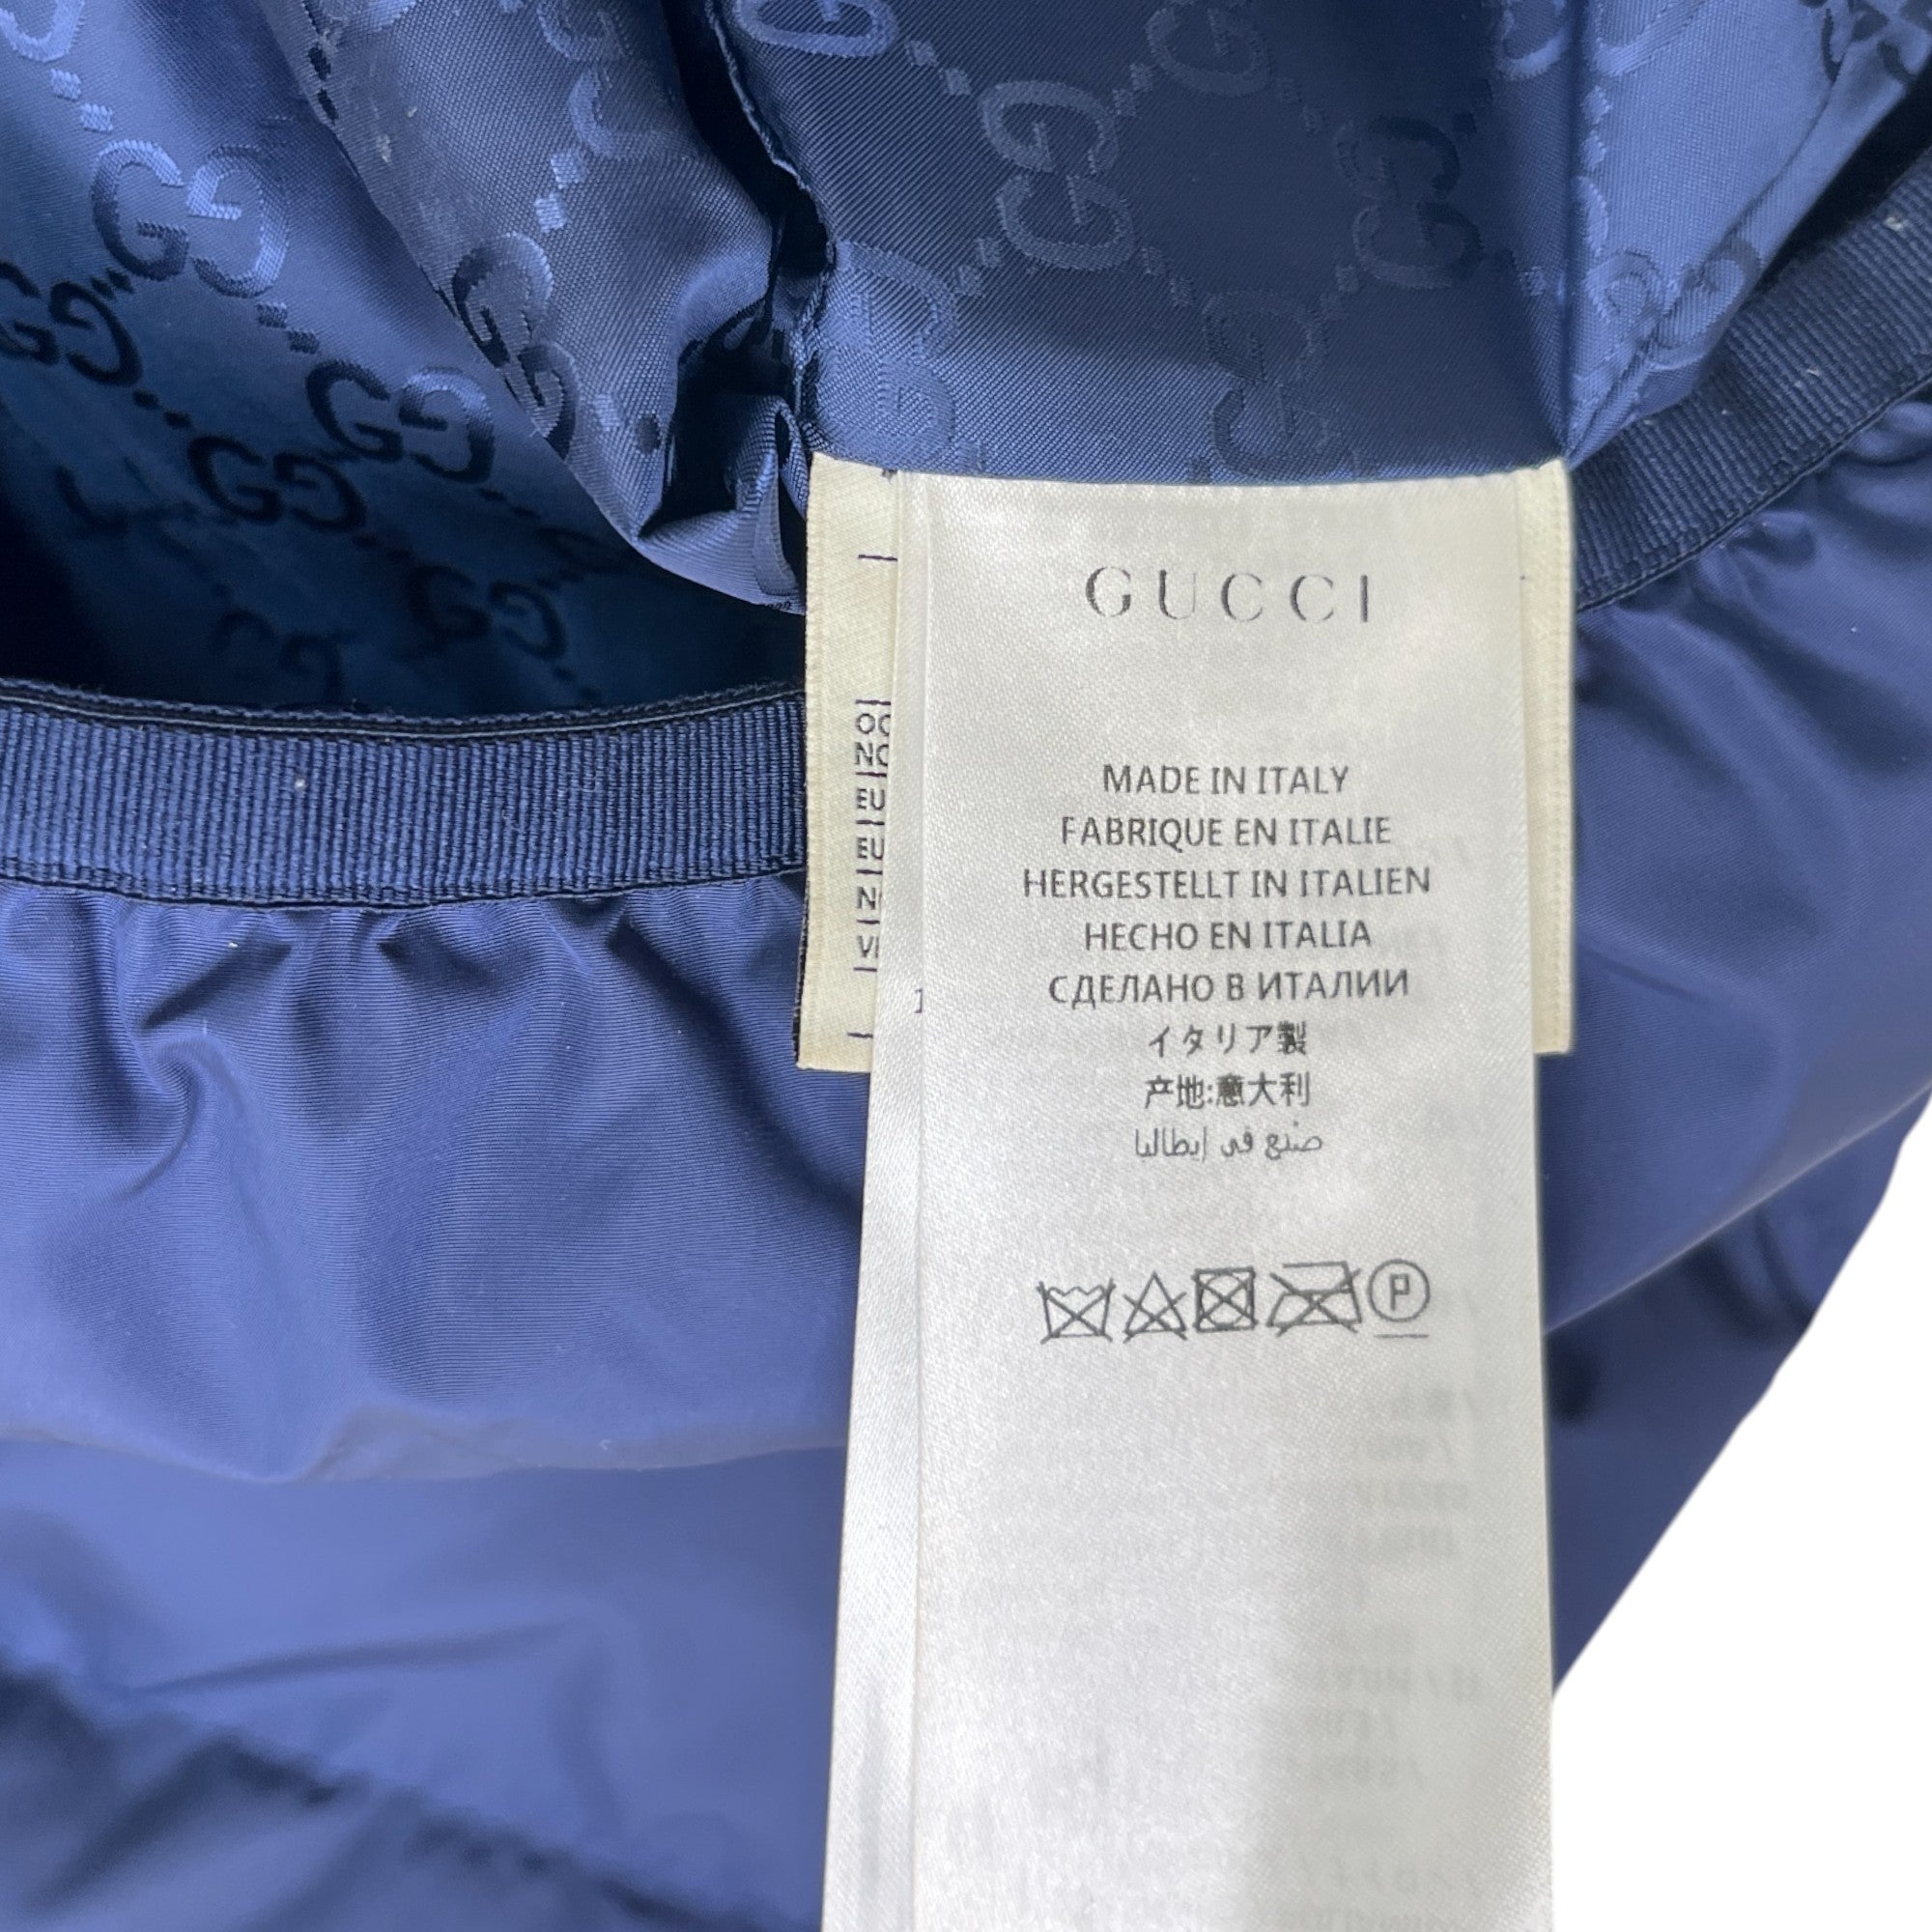 GUCCI
MADE IN ITALY
FABRIQUE EN ITALIE
HERGESTELLT IN ITALIEN
HECHO EN ITALIA
СДЕЛАНО В ИТАЛИИ
イタリア製
产地:意大利
صنع في إيطاليا
P